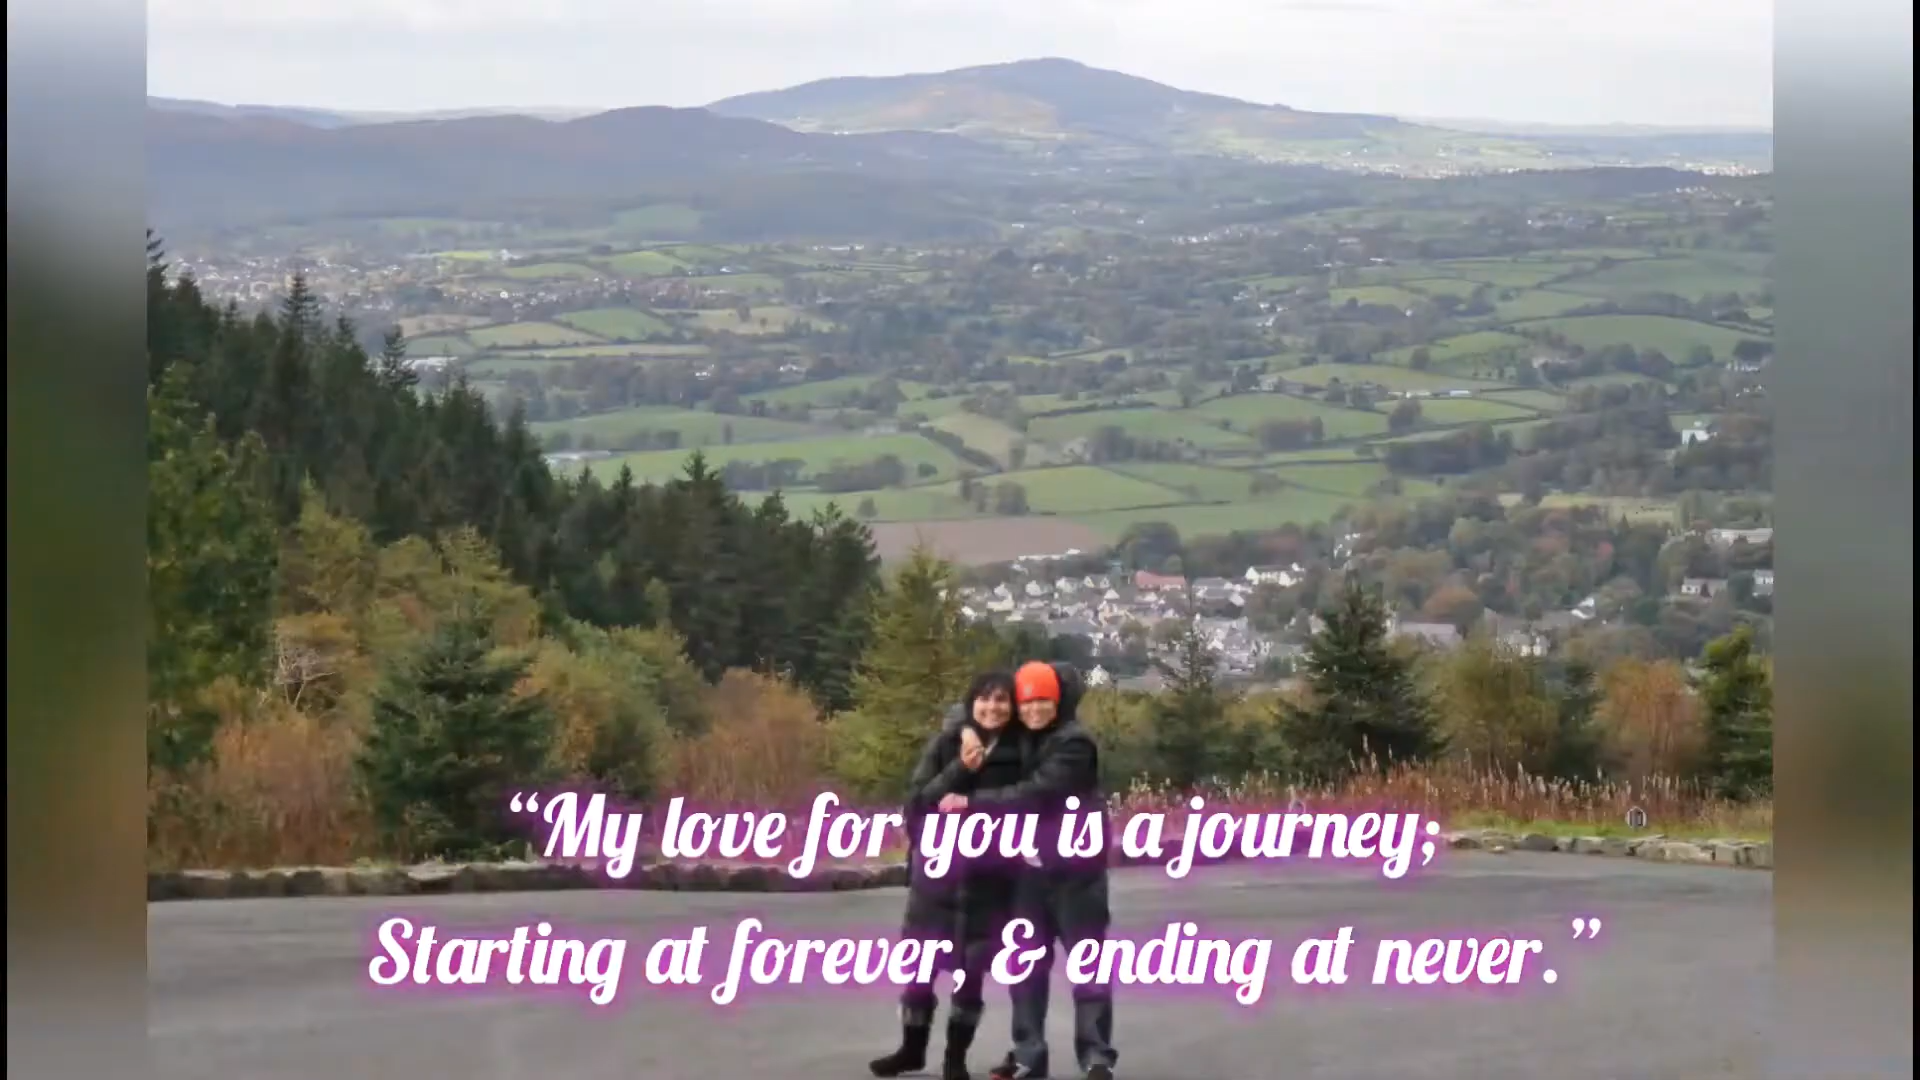 “My love for you is a journey;
Starting at forever, & ending at never.”